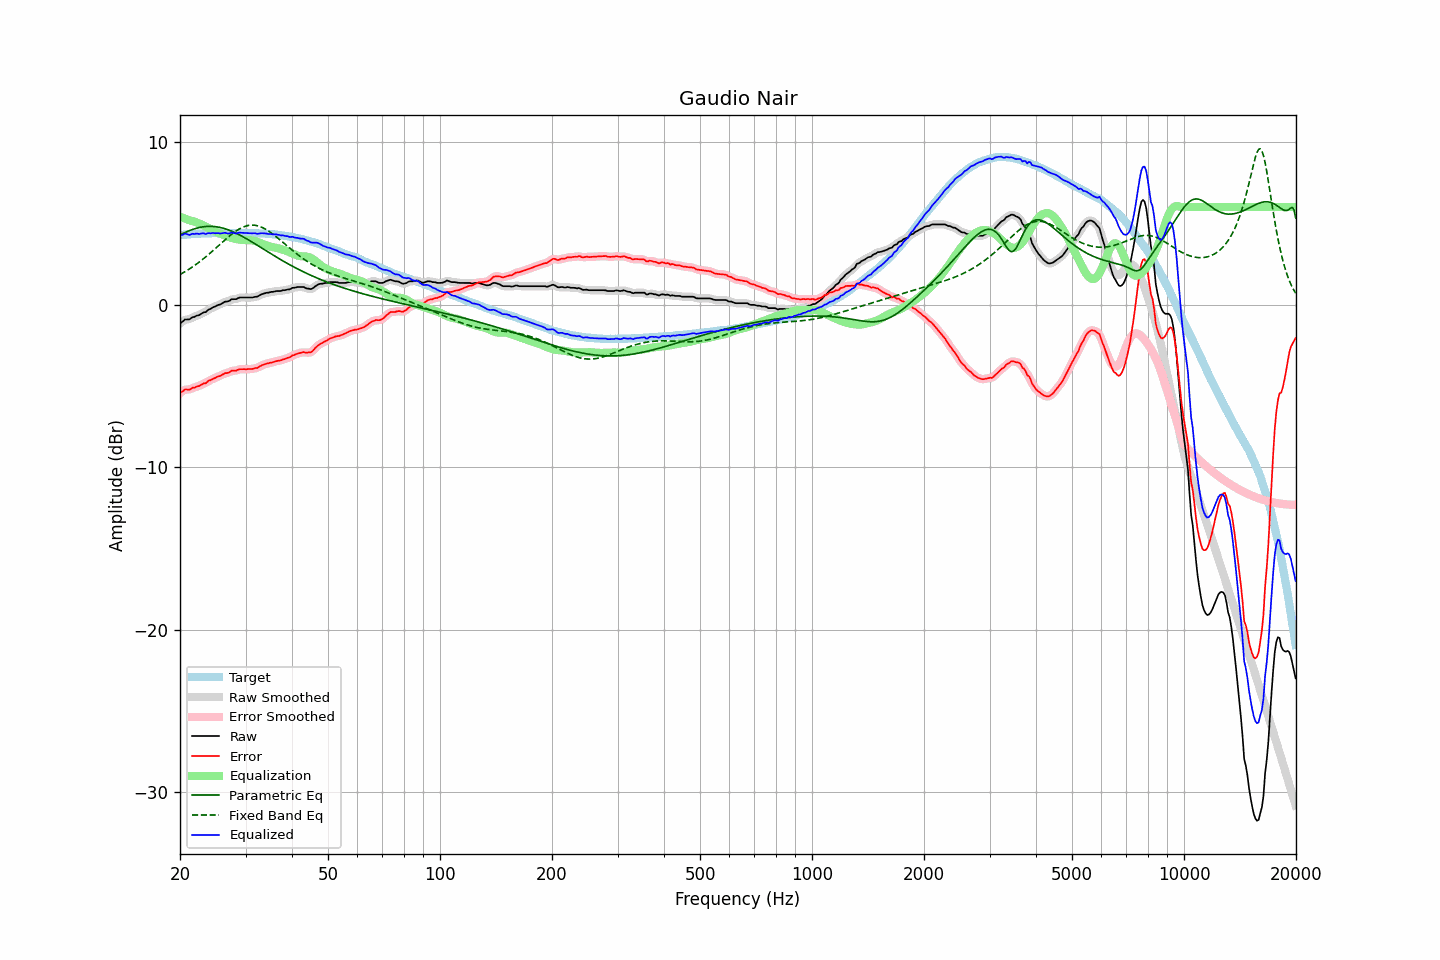 Gaudio Nair
10
0
−10
−20
−30
Amplitude (dBr)
Target
Raw Smoothed
Error Smoothed
Raw
Error
Equalization
Parametric Eq
Fixed Band Eq
Equalized
20 50 100 200 500 1000 2000 5000 10000 20000
Frequency (Hz)